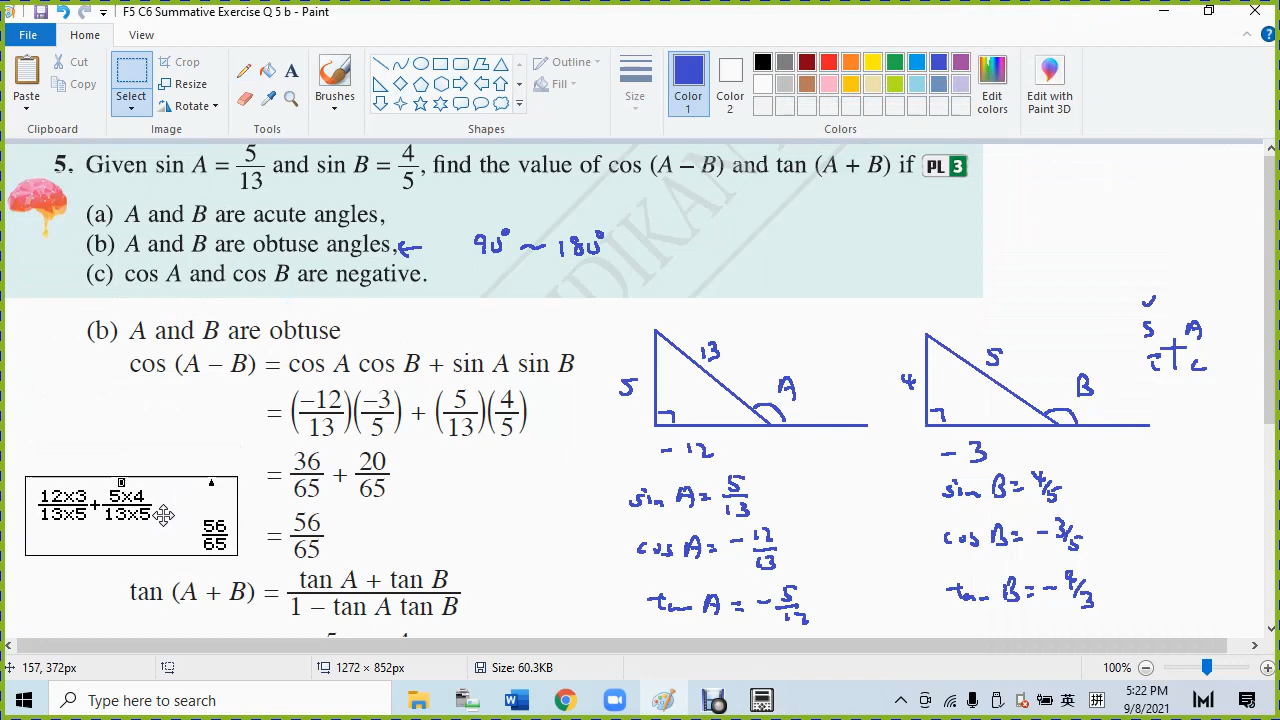 F5 C6 Summative Exercise Q 5 b - Paint
File Home View
Paste
Cut
Copy
Clipboard
Select
Crop
Resize
Rotate
Image
Tools
Brushes
Outline
Fill
Shapes
Size
Color 1
Color 2
Colors
Edit colors
Edit with Paint 3D
5. Given sin A = 5/13 and sin B = 4/5, find the value of cos (A – B) and tan (A + B) if PL 3
(a) A and B are acute angles,
(b) A and B are obtuse angles, ← 90° ~ 180°
(c) cos A and cos B are negative.
(b) A and B are obtuse
cos (A – B) = cos A cos B + sin A sin B
= (–12/13)(–3/5) + (5/13)(4/5)
= 36/65 + 20/65
= 56/65
tan (A + B) = (tan A + tan B)/(1 – tan A tan B)
12×3/13×5+5×4/13×5
56/65
5 13 A
- 12
sin A = 5/13
cos A = - 12/13
tan A = - 5/12
4 5 B
- 3
sin B = 4/5
cos B = - 3/5
tan B = - 4/3
S A
T C
157, 372px
1272 × 852px
Size: 60.3KB
100%
Type here to search
英
拼
5:22 PM
9/8/2021